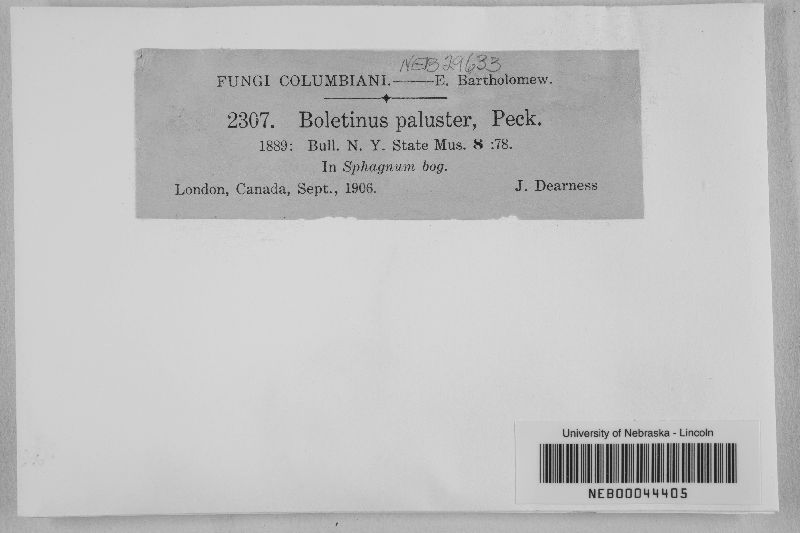 NEB 29633
FUNGI COLUMBIANI.——E. Bartholomew.
2307. Boletinus paluster, Peck.
1889: Bull. N. Y. State Mus. 8 :78.
In Sphagnum bog.
London, Canada, Sept., 1906. J. Dearness
University of Nebraska - Lincoln
NEB00044405